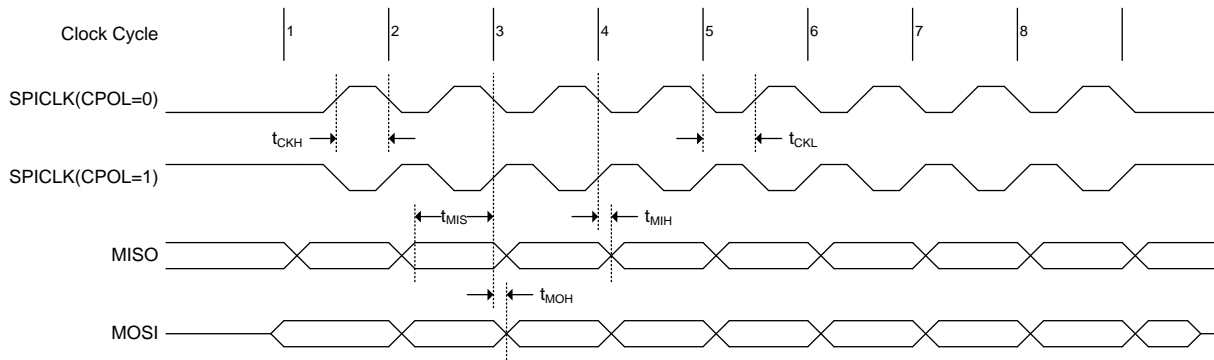 Clock Cycle 1 2 3 4 5 6 7 8
SPICLK(CPOL=0)
tCKH tCKL
SPICLK(CPOL=1)
tMIS tMIH
MISO
tMOH
MOSI